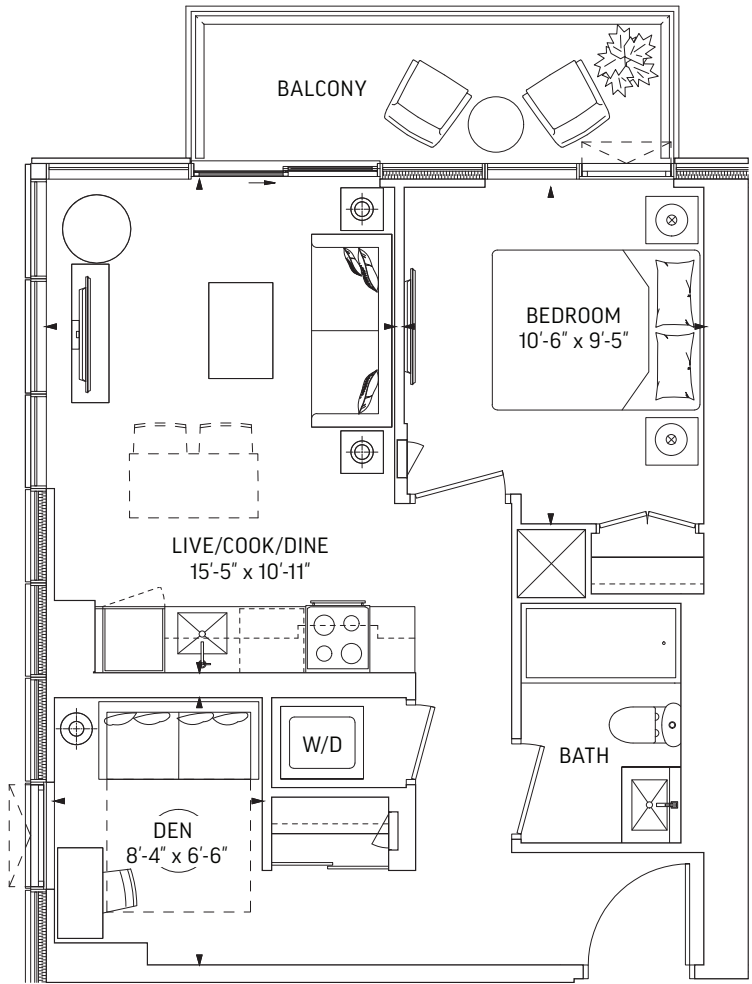 BALCONY
BEDROOM
10'-6" x 9'-5"
LIVE/COOK/DINE
15'-5" x 10'-11"
W/D
BATH
DEN
8'-4" x 6'-6"